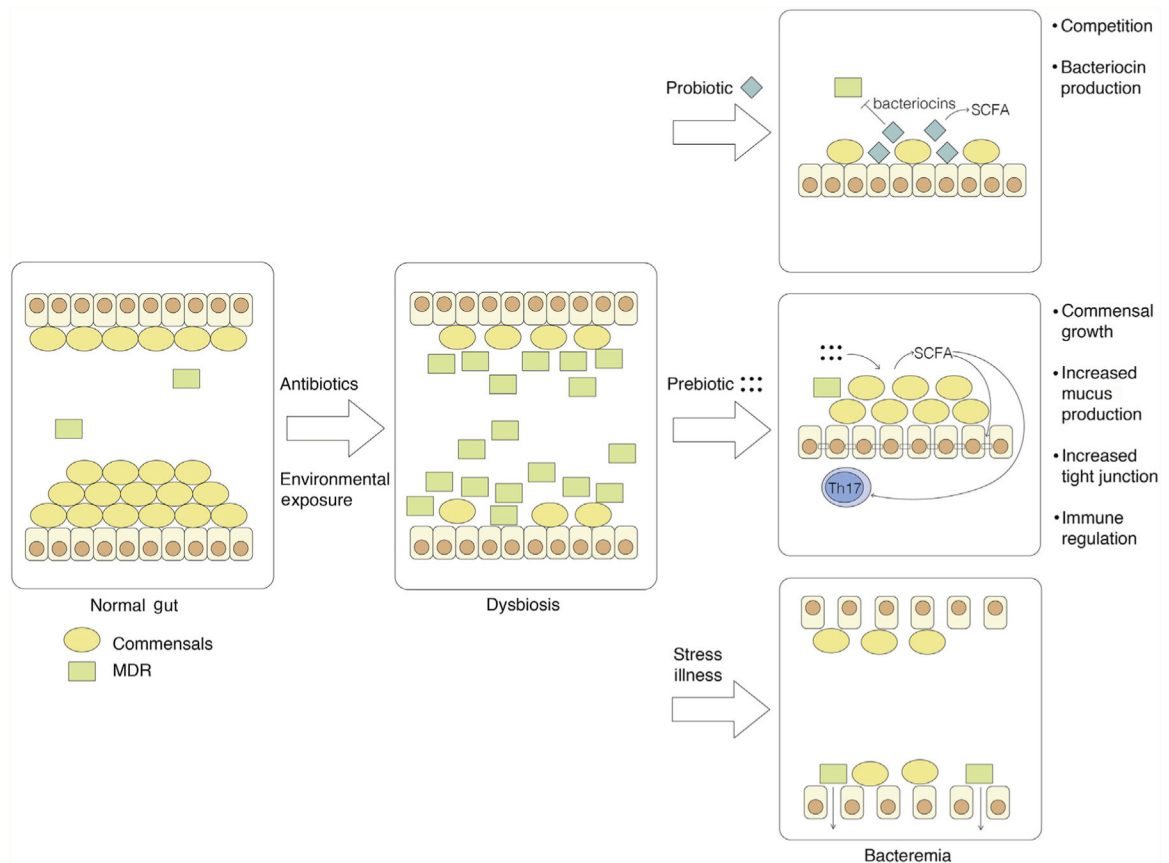 Normal gut
Commensals
MDR
Antibiotics
Environmental
exposure
Dysbiosis
Probiotic
bacteriocins
SCFA
• Competition
• Bacteriocin
production
Prebiotic
SCFA
Th17
• Commensal
growth
• Increased
mucus
production
• Increased
tight junction
• Immune
regulation
Stress
illness
Bacteremia